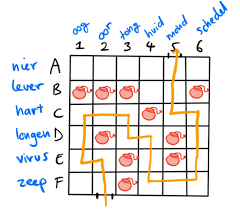 oog oor tong huid mond schedel
1 2 3 4 5 6
nier A
lever B
hart C
longen D
virus E
zeep F